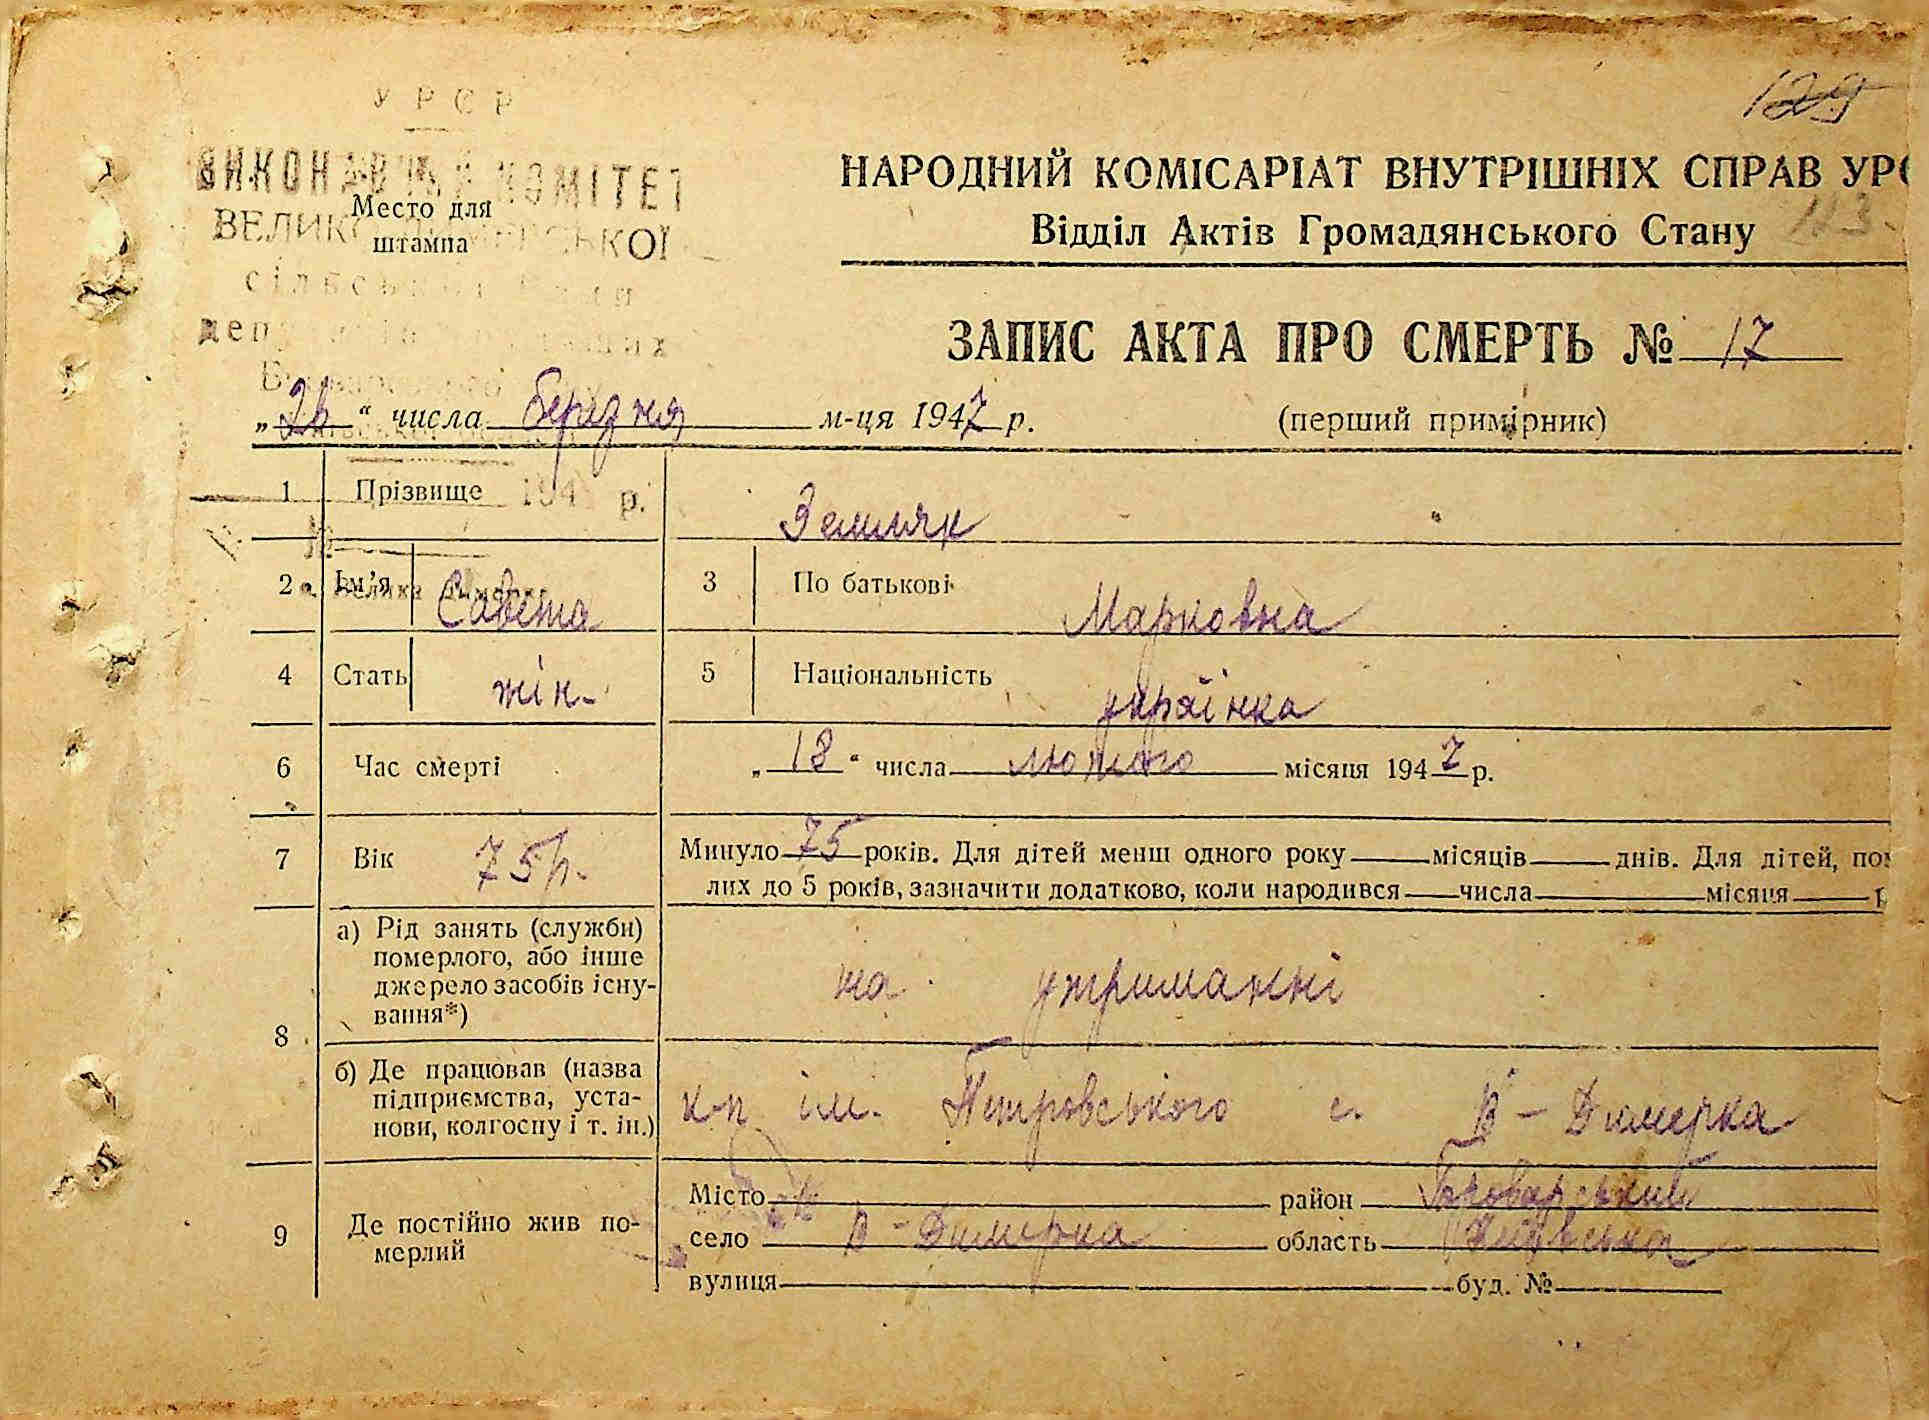 УРСР
129
ВИКОНАВЧИЙ КОМІТЕТ
Место для
штампа
НАРОДНИЙ КОМІСАРІАТ ВНУТРІШНІХ СПРАВ УРС
Відділ Актів Громадянського Стану
113.
ЗАПИС АКТА ПРО СМЕРТЬ № 17
„26“ числа березня м-ця 1947 р. (перший примірник)
1 Прізвище Земляк
2 Ім'я Савета 3 По батькові Марковна
4 Стать жін. 5 Національність українка
6 Час смерті „18“ числа лютого місяця 1947 р.
7 Вік 75 р. Минуло 75 років. Для дітей менш одного року місяців днів. Для дітей, пом
лих до 5 років, зазначити додатково, коли народився числа місяця р
8 а) Рід занять (служби)
померлого, або інше
джерело засобів існу-
вання*)
на утриманні
б) Де працював (назва
підприємства, уста-
нови, колгоспу і т. ін.)
к-п ім. Петровського с. В-Димерка
9 Де постійно жив по-
мерлий
Місто район Броварський
село В-Димерка область Київська
вулиця буд. №